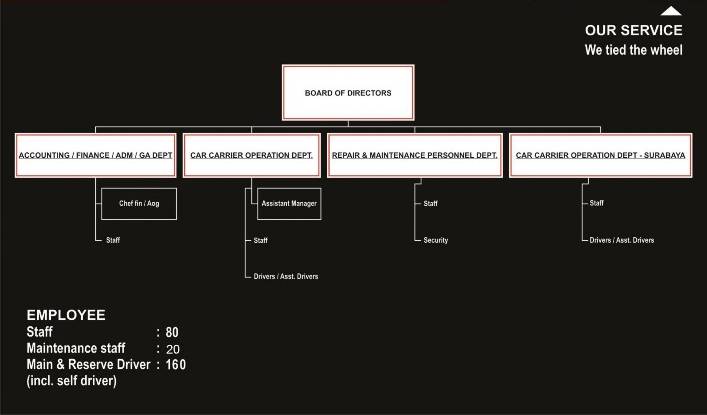 OUR SERVICE
We tied the wheel
BOARD OF DIRECTORS
ACCOUNTING / FINANCE / ADM / GA DEPT
CAR CARRIER OPERATION DEPT.
REPAIR & MAINTENANCE PERSONNEL DEPT.
CAR CARRIER OPERATION DEPT - SURABAYA
Chef fin / Aog
Assistant Manager
Staff
Staff
Staff
Staff
Security
Drivers / Asst. Drivers
Drivers / Asst. Drivers
EMPLOYEE
Staff : 80
Maintenance staff : 20
Main & Reserve Driver : 160
(incl. self driver)